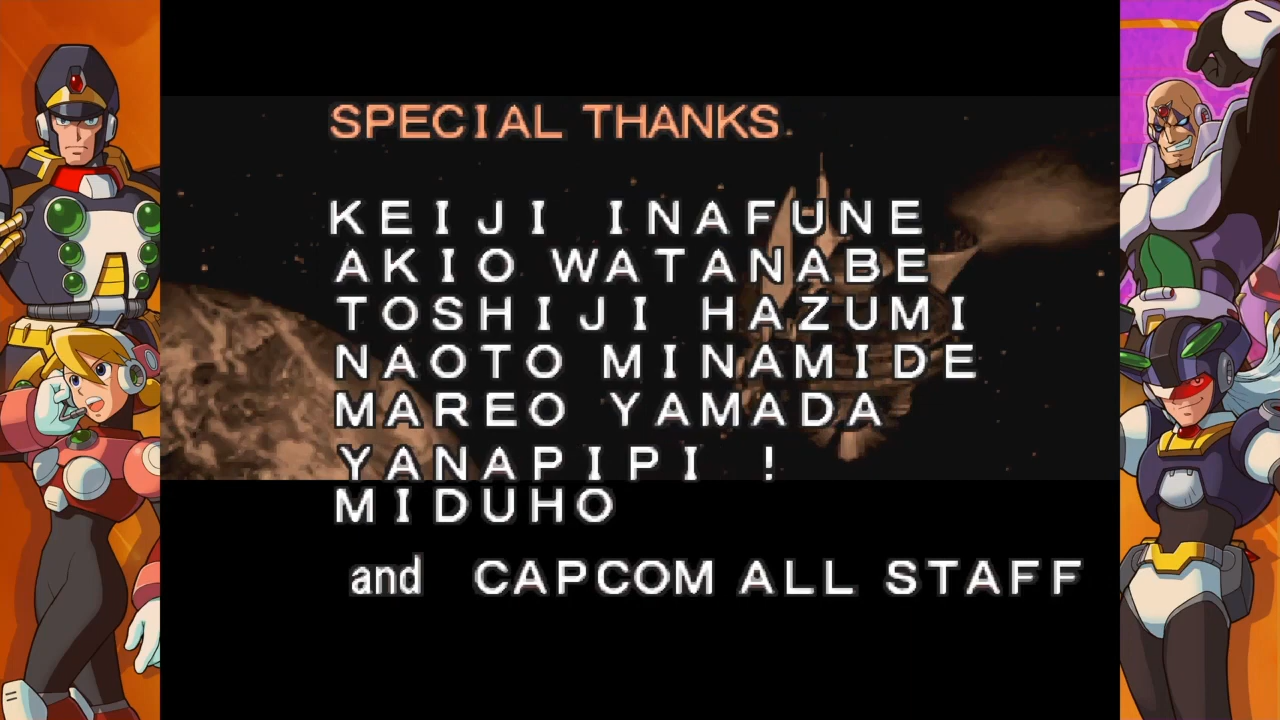 SPECIAL THANKS
KEIJI INAFUNE
AKIO WATANABE
TOSHIJI HAZUMI
NAOTO MINAMIDE
MAREO YAMADA
YANAPIPI !
MIDUHO
and CAPCOM ALL STAFF